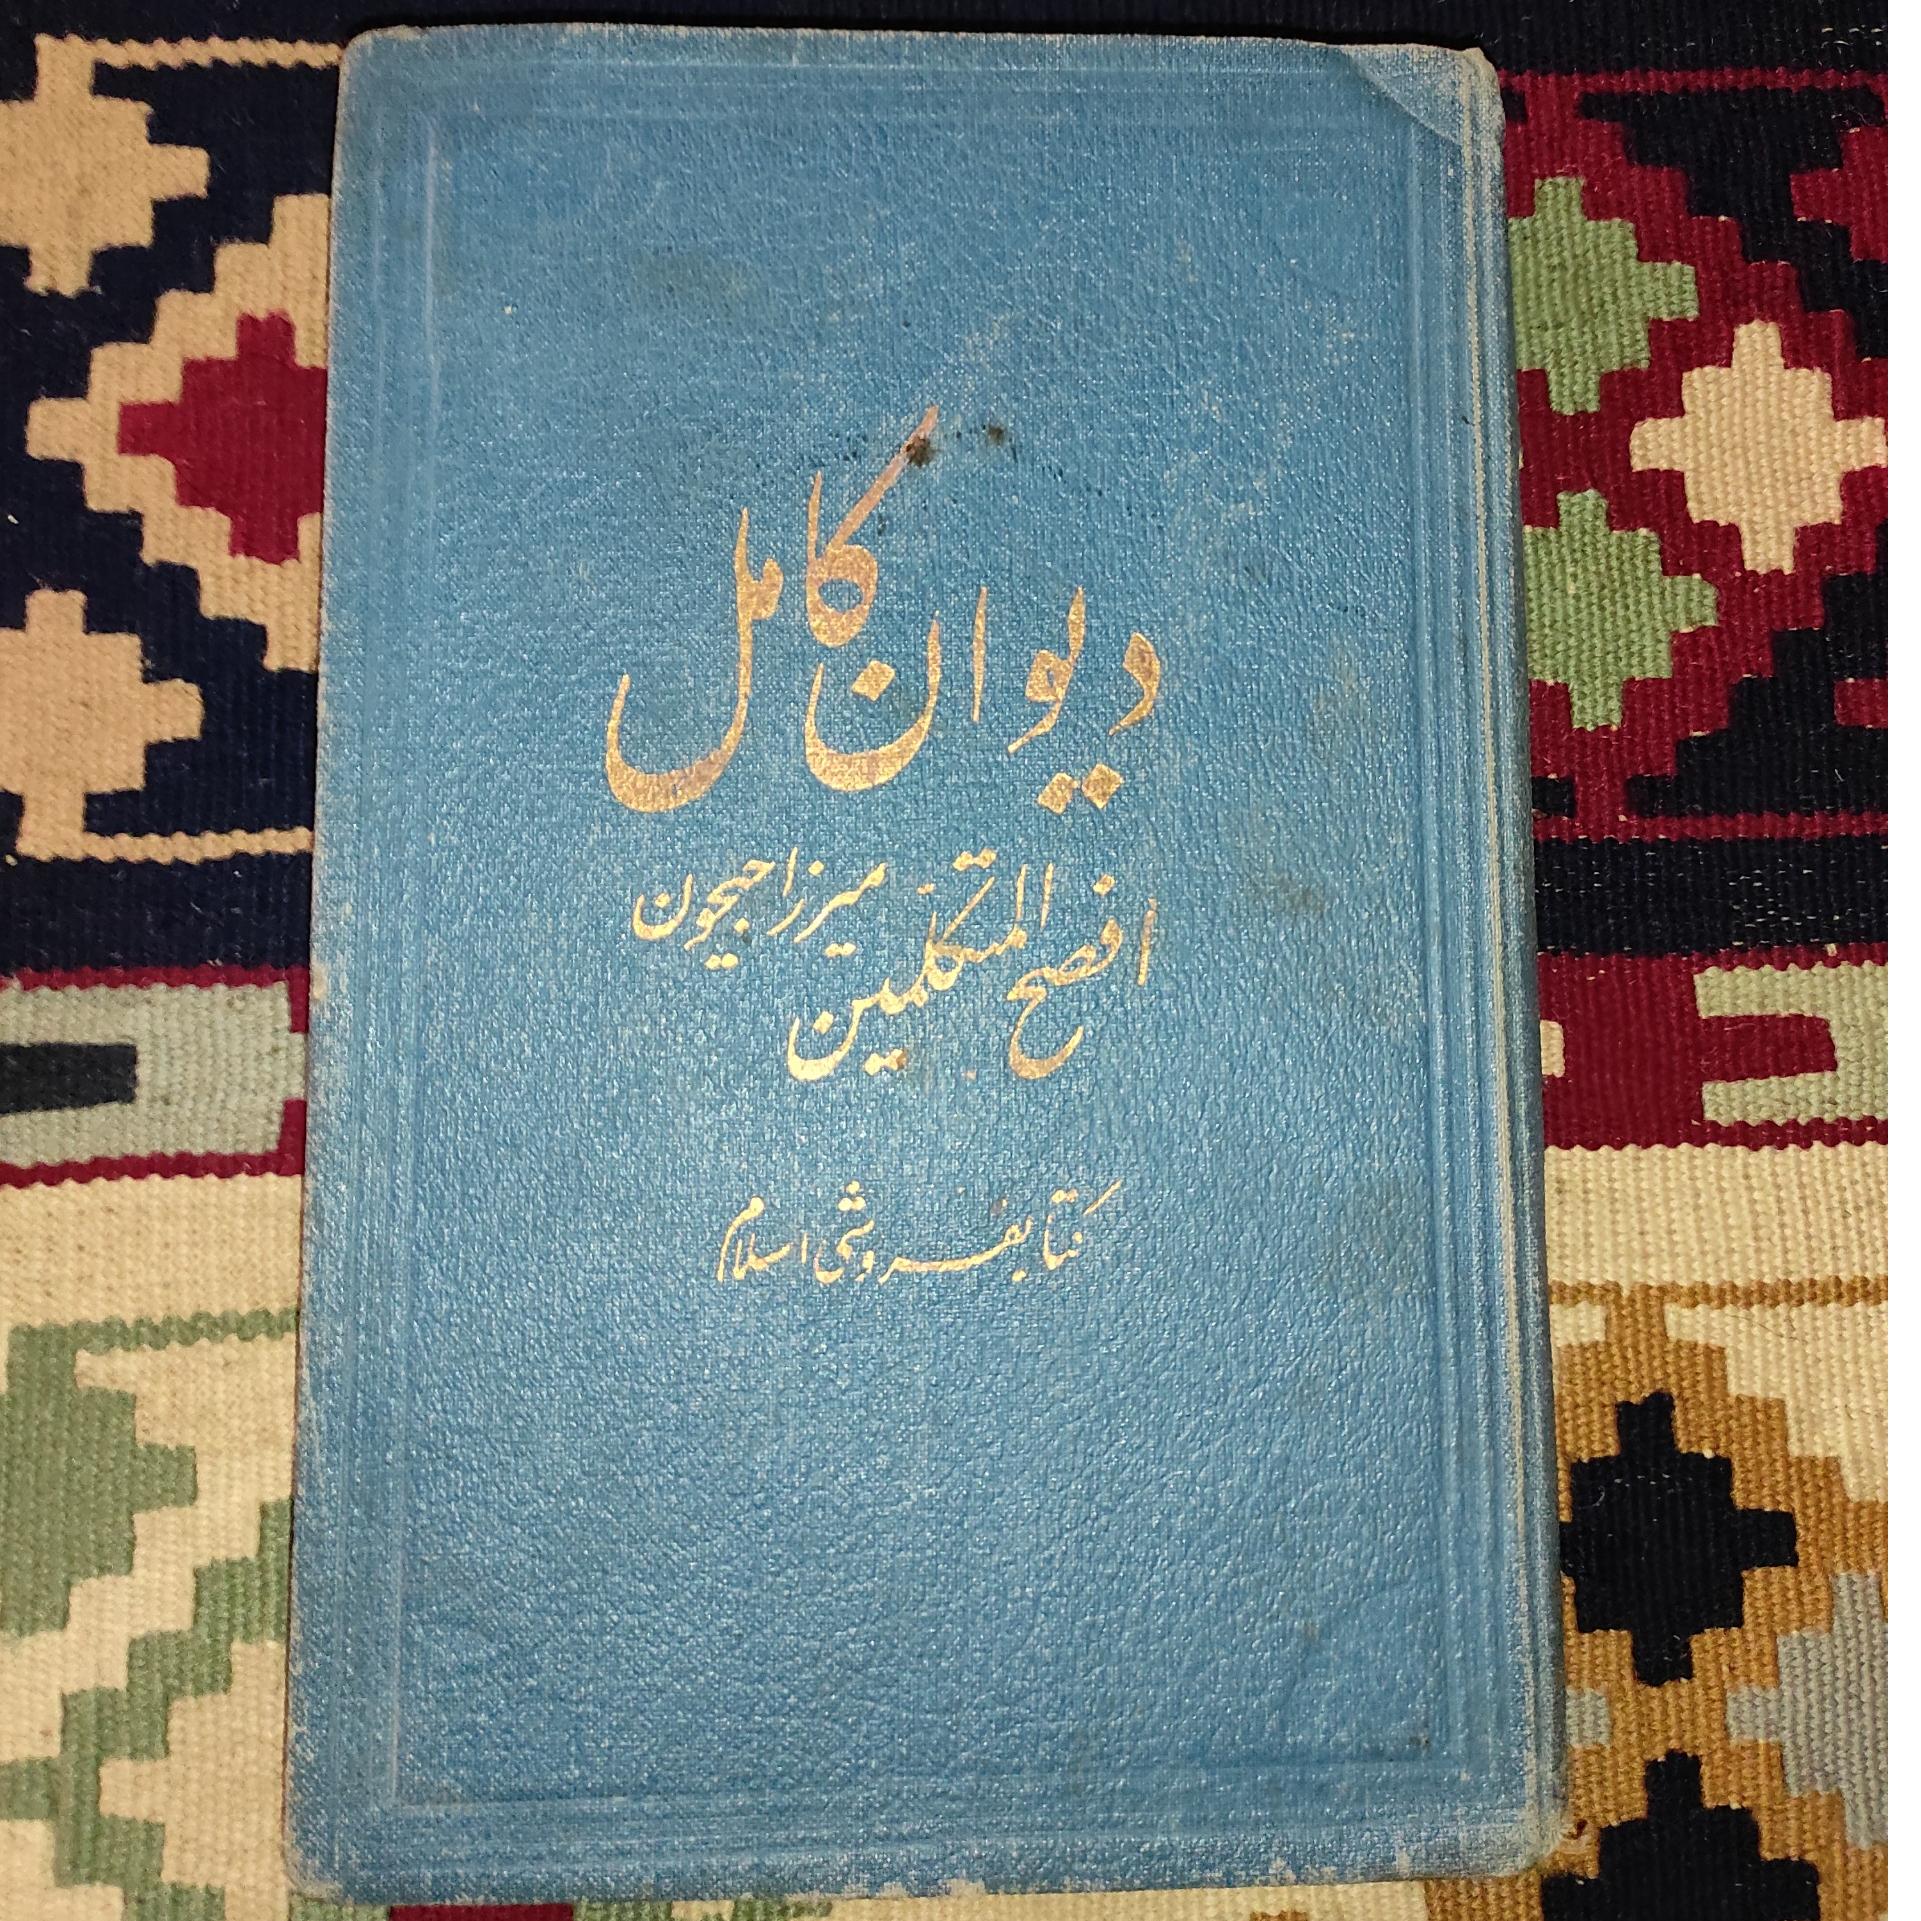 دیوان کامل
افصح المتکلمین میرزا جیحون
کتابفروشی اسلام